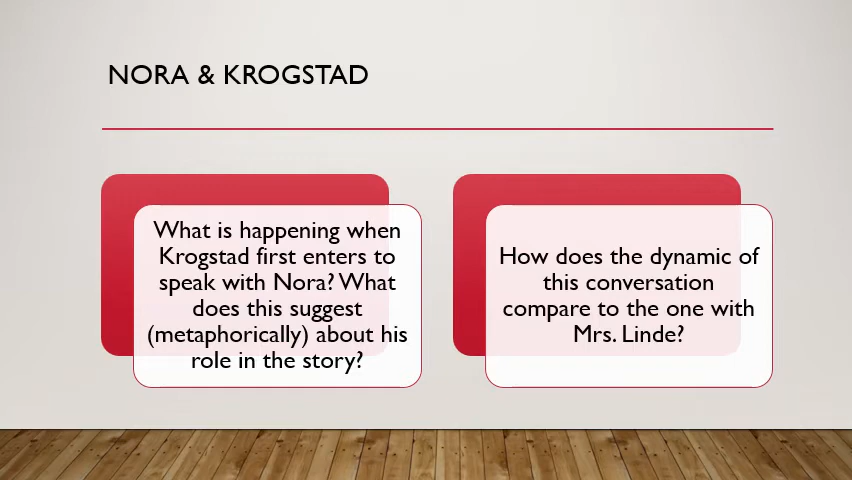 NORA & KROGSTAD
What is happening when
Krogstad first enters to
speak with Nora? What
does this suggest
(metaphorically) about his
role in the story?
How does the dynamic of
this conversation
compare to the one with
Mrs. Linde?